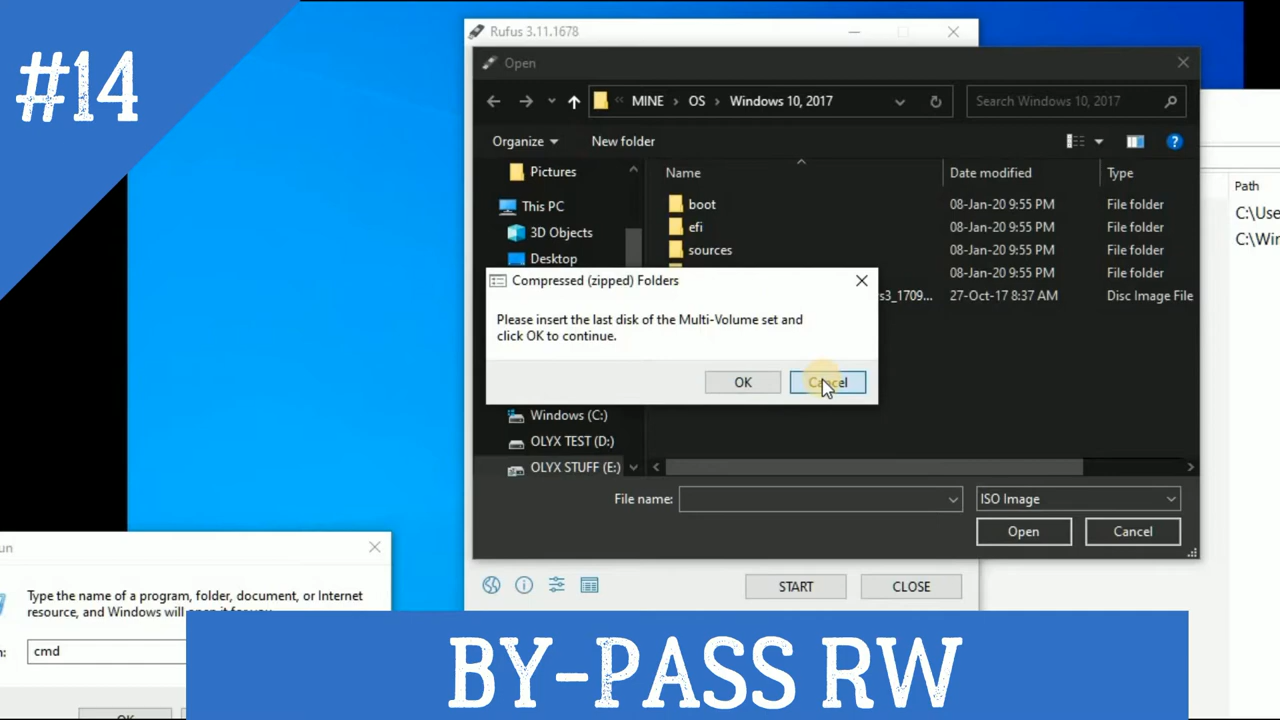 #14
Rufus 3.11.1678
Open
« MINE > OS > Windows 10, 2017
Search Windows 10, 2017
Organize
New folder
Name
Date modified
Type
Path
Pictures
This PC
3D Objects
Desktop
boot
08-Jan-20 9:55 PM
File folder
efi
08-Jan-20 9:55 PM
File folder
sources
08-Jan-20 9:55 PM
File folder
08-Jan-20 9:55 PM
File folder
s3_1709...
27-Oct-17 8:37 AM
Disc Image File
C:\Use
C:\Wir
Compressed (zipped) Folders
Please insert the last disk of the Multi-Volume set and
click OK to continue.
OK
Cancel
Windows (C:)
OLYX TEST (D:)
OLYX STUFF (E:)
File name:
ISO Image
Open
Cancel
START
CLOSE
un
Type the name of a program, folder, document, or Internet
resource, and Windows will open it for you.
n:
cmd
OK
BY-PASS RW